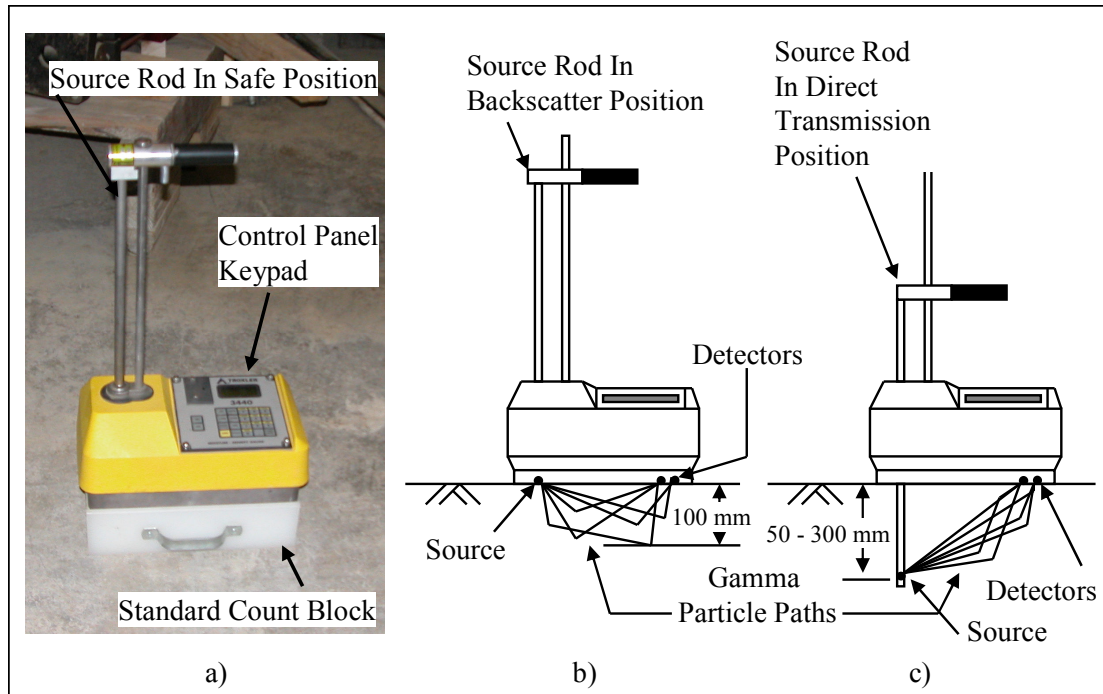 Source Rod In Safe Position
Control Panel
Keypad
TROXLER
3440
Standard Count Block
a)
Source Rod In
Backscatter Position
Detectors
100 mm
Source
Gamma
Particle Paths
b)
Source Rod
In Direct
Transmission
Position
50 - 300 mm
Detectors
Source
c)